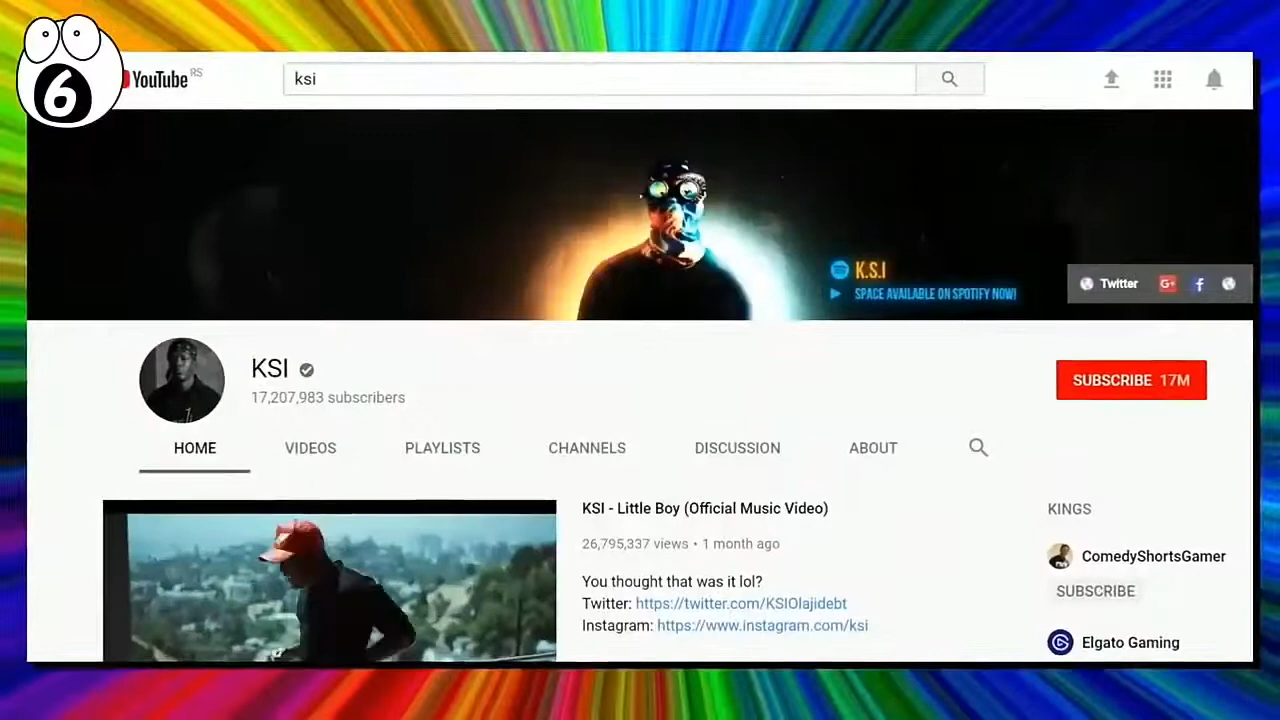 6
YouTube RS
ksi
K.S.I
SPACE AVAILABLE ON SPOTIFY NOW!
Twitter
G+
f
KSI
17,207,983 subscribers
SUBSCRIBE 17M
HOME
VIDEOS
PLAYLISTS
CHANNELS
DISCUSSION
ABOUT
KSI - Little Boy (Official Music Video)
26,795,337 views • 1 month ago
You thought that was it lol?
Twitter: https://twitter.com/KSIOlajidebt
Instagram: https://www.instagram.com/ksi
KINGS
ComedyShortsGamer
SUBSCRIBE
Elgato Gaming